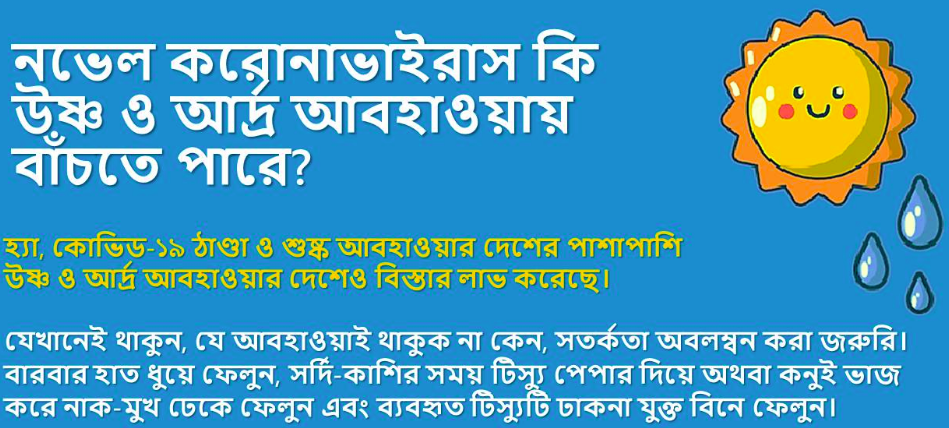 নভেল করোনাভাইরাস কি
উষ্ণ ও আর্দ্র আবহাওয়ায়
বাঁচতে পারে?
হ্যা, কোভিড-১৯ ঠাণ্ডা ও শুষ্ক আবহাওয়ার দেশের পাশাপাশি
উষ্ণ ও আর্দ্র আবহাওয়ার দেশেও বিস্তার লাভ করেছে।
যেখানেই থাকুন, যে আবহাওয়াই থাকুক না কেন, সতর্কতা অবলম্বন করা জরুরি।
বারবার হাত ধুয়ে ফেলুন, সর্দি-কাশির সময় টিস্যু পেপার দিয়ে অথবা কনুই ভাজ
করে নাক-মুখ ঢেকে ফেলুন এবং ব্যবহৃত টিস্যুটি ঢাকনা যুক্ত বিনে ফেলুন।